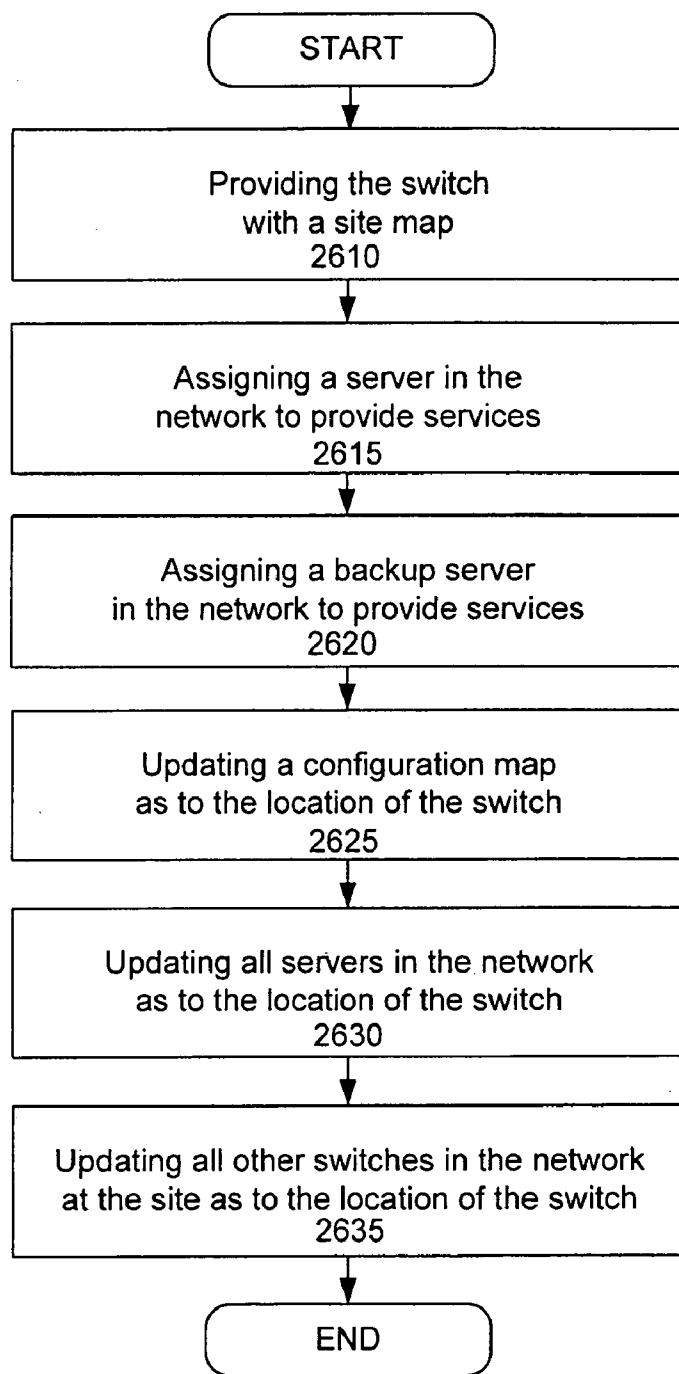 START
Providing the switch
with a site map
2610
Assigning a server in the
network to provide services
2615
Assigning a backup server
in the network to provide services
2620
Updating a configuration map
as to the location of the switch
2625
Updating all servers in the network
as to the location of the switch
2630
Updating all other switches in the network
at the site as to the location of the switch
2635
END